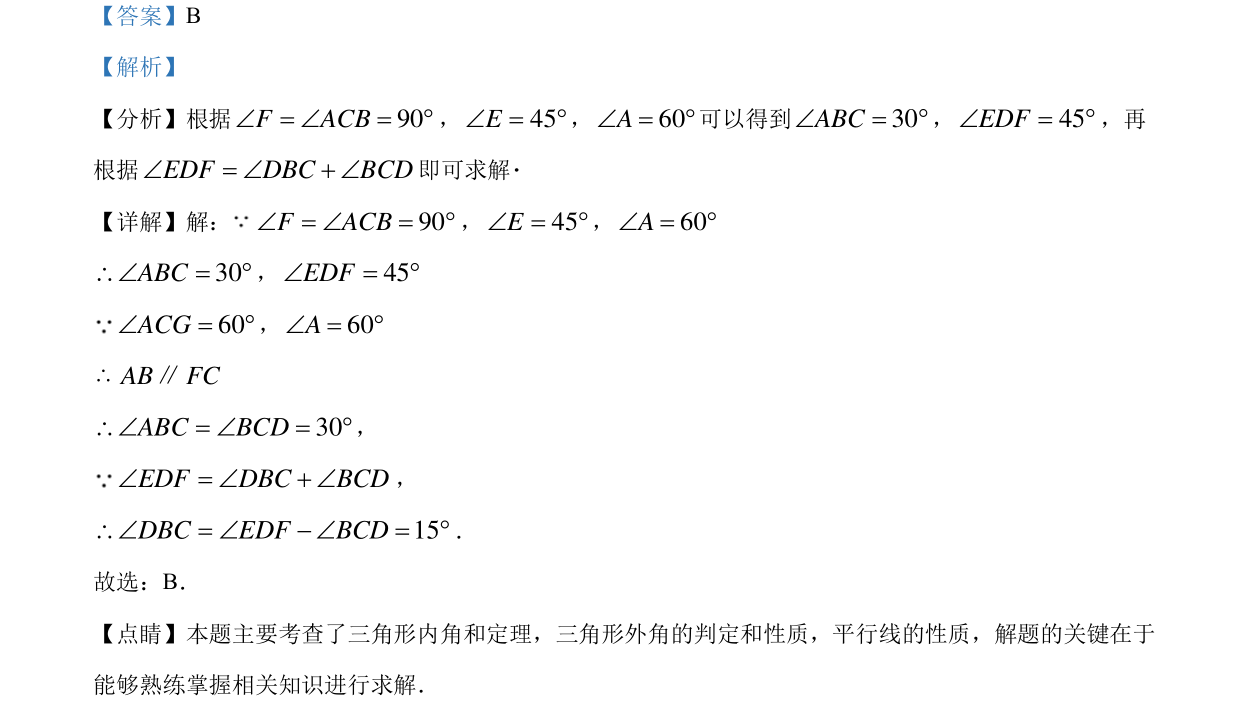 【答案】B
【解析】
【分析】根据∠F＝∠ACB＝90°，∠E＝45°，∠A＝60°可以得到∠ABC＝30°，∠EDF＝45°，再
根据∠EDF＝∠DBC＋∠BCD即可求解．
【详解】解：∵∠F＝∠ACB＝90°，∠E＝45°，∠A＝60°
∴∠ABC＝30°，∠EDF＝45°
∵∠ACG＝60°，∠A＝60°
∴AB∥FC
∴∠ABC＝∠BCD＝30°，
∵∠EDF＝∠DBC＋∠BCD，
∴∠DBC＝∠EDF－∠BCD＝15°．
故选：B．
【点睛】本题主要考查了三角形内角和定理，三角形外角的判定和性质，平行线的性质，解题的关键在于
能够熟练掌握相关知识进行求解．